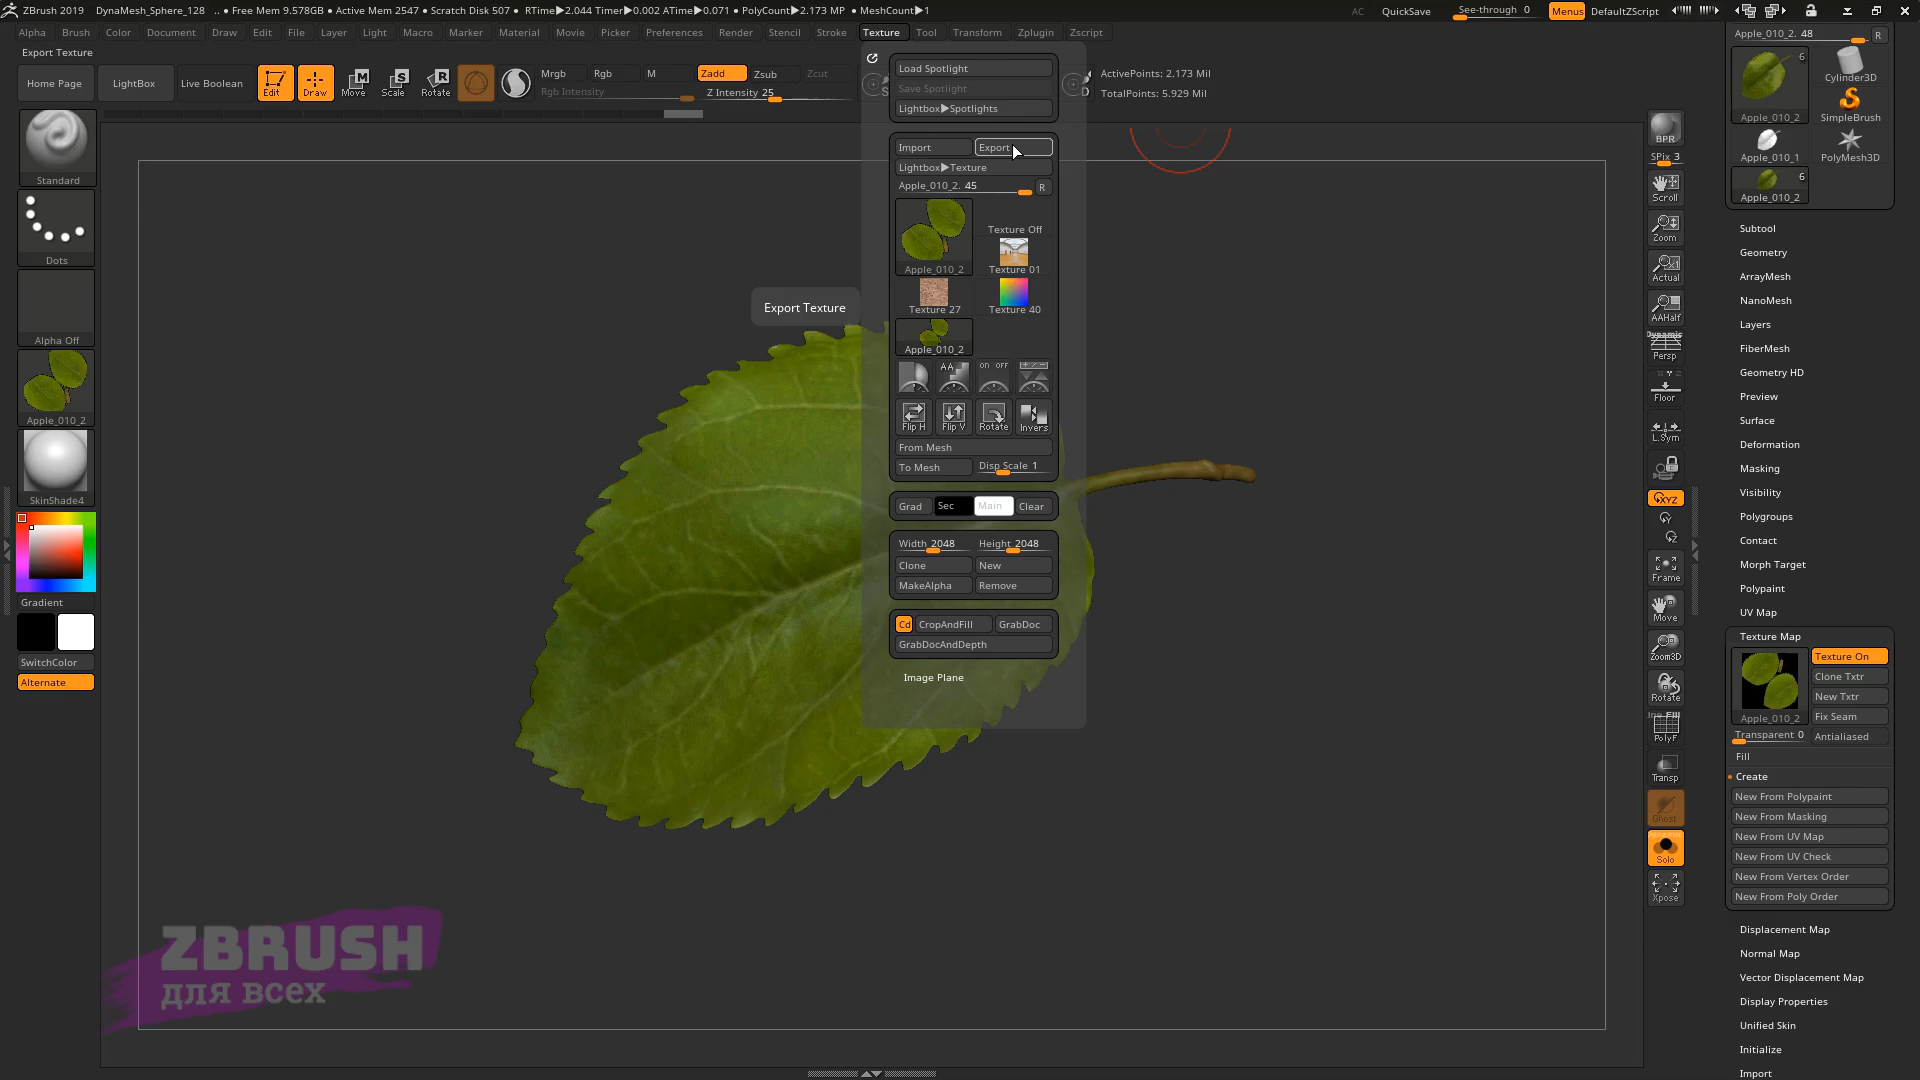 ZBrush 2019 DynaMesh_Sphere_128 .. ● Free Memory 9.578GB ● Active Mem 2547 ● Scratch Disk 507 ● RTime▶2.044 Timer▶0.002 ATime▶0.071 ● PolyCount▶2.173 MP ● MeshCount▶1 AC QuickSave See-through 0 Menus DefaultZScript
Alpha Brush Color Document Draw Edit File Layer Light Macro Marker Material Movie Picker Preferences Render Stencil Stroke Texture Tool Transform Zplugin Zscript
Export Texture
Home Page LightBox Live Boolean Edit Draw Move Scale Rotate
Mrgb Rgb M Zadd Zsub Zcut
Rgb Intensity Z Intensity 25
ActivePoints: 2.173 Mil
TotalPoints: 5.929 Mil
Standard
Dots
Alpha Off
Apple_010_2
SkinShade4
Gradient
SwitchColor
Alternate
Load Spotlight
Save Spotlight
Lightbox▶Spotlights
Import Export
Lightbox▶Texture
Apple_010_2. 45 R
Texture Off
Apple_010_2 Texture 01
Texture 27 Texture 40
Apple_010_2
AA on off
Flip H Flip V Rotate Invers
From Mesh
To Mesh Disp Scale 1
Grad Sec Main Clear
Width 2048 Height 2048
Clone New
MakeAlpha Remove
Cd CropAndFill GrabDoc
GrabDocAndDepth
Image Plane
Export Texture
ZBRUSH
для всех
BPR
SPix 3
Scroll
Zoom
Actual
AAHalf
Dynamic
Persp
Floor
L.Sym
XYZ
Frame
Move
Zoom3D
Rotate
PolyF
Transp
Ghost
Solo
Xpose
Apple_010_2. 48 R
6 Cylinder3D
Apple_010_2 SimpleBrush
Apple_010_1 PolyMesh3D
6
Apple_010_2
Subtool
Geometry
ArrayMesh
NanoMesh
Layers
FiberMesh
Geometry HD
Preview
Surface
Deformation
Masking
Visibility
Polygroups
Contact
Morph Target
Polypaint
UV Map
Texture Map
Texture On
Clone Txtr
New Txtr
Apple_010_2 Fix Seam
Transparent 0 Antialiased
Fill
Create
New From Polypaint
New From Masking
New From UV Map
New From UV Check
New From Vertex Order
New From Poly Order
Displacement Map
Normal Map
Vector Displacement Map
Display Properties
Unified Skin
Initialize
Import